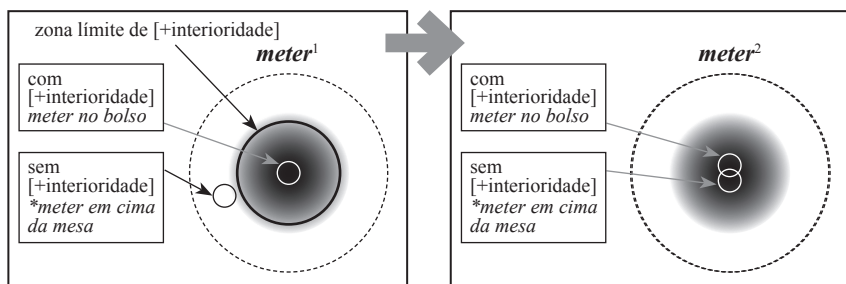 zona límite de [+interioridade]
meter¹
com
[+interioridade]
meter no bolso
sem
[+interioridade]
*meter em cima
da mesa
meter²
com
[+interioridade]
meter no bolso
sem
[+interioridade]
*meter em cima
da mesa